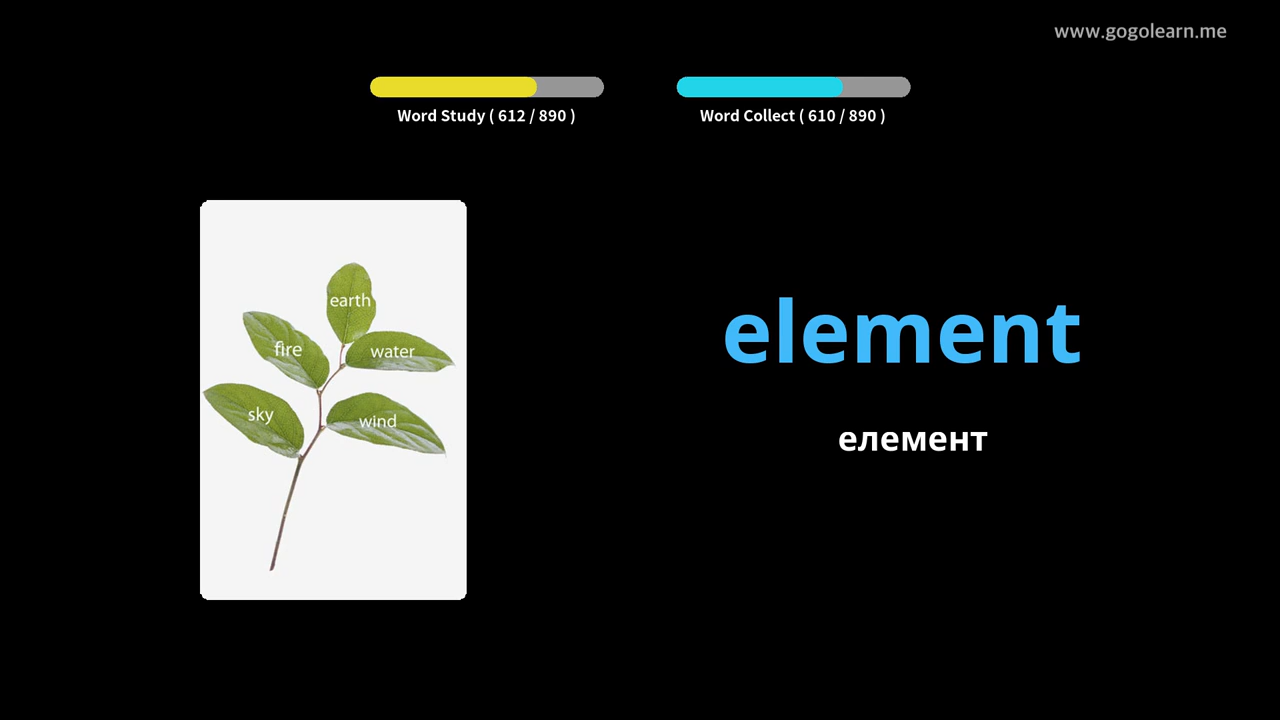 www.gogolearn.me
Word Study ( 612 / 890 )
Word Collect ( 610 / 890 )
earth
fire
water
sky
wind
element
елемент